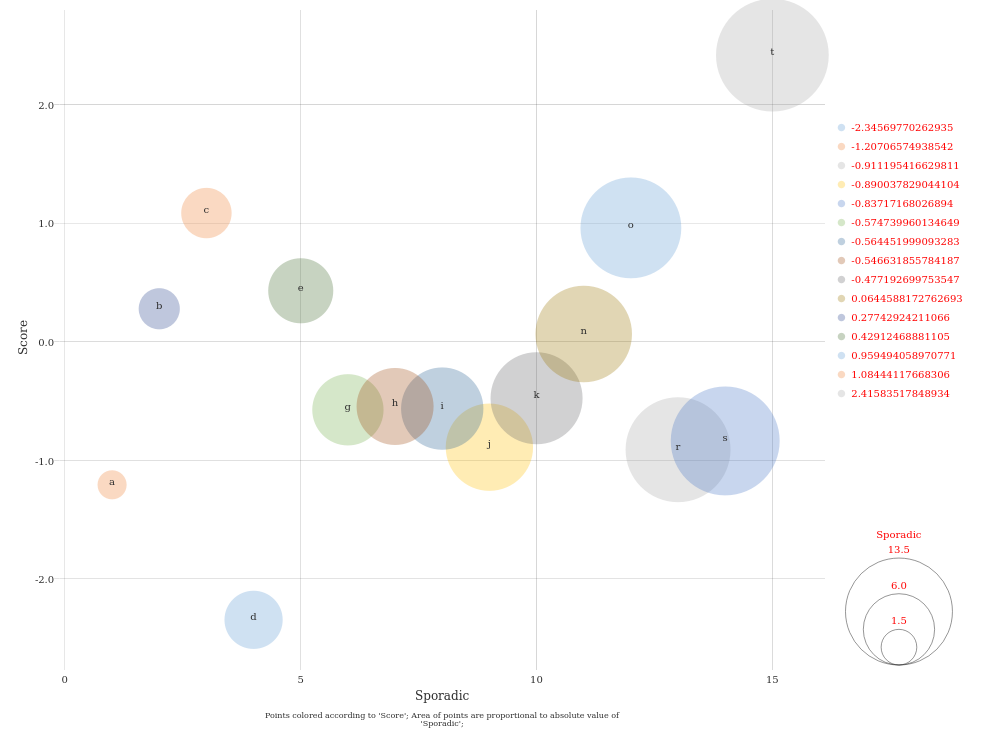 t
2.0
c
1.0
o
e
b
n
0.0
Score
k
g
h
i
j
s
r
-1.0
a
-2.0
d
0
5
10
15
Sporadic
Points colored according to 'Score'; Area of points are proportional to absolute value of
'Sporadic';
-2.34569770262935
-1.20706574938542
-0.911195416629811
-0.890037829044104
-0.83717168026894
-0.574739960134649
-0.564451999093283
-0.546631855784187
-0.477192699753547
0.0644588172762693
0.27742924211066
0.42912468881105
0.959494058970771
1.08444117668306
2.41583517848934
Sporadic
13.5
6.0
1.5